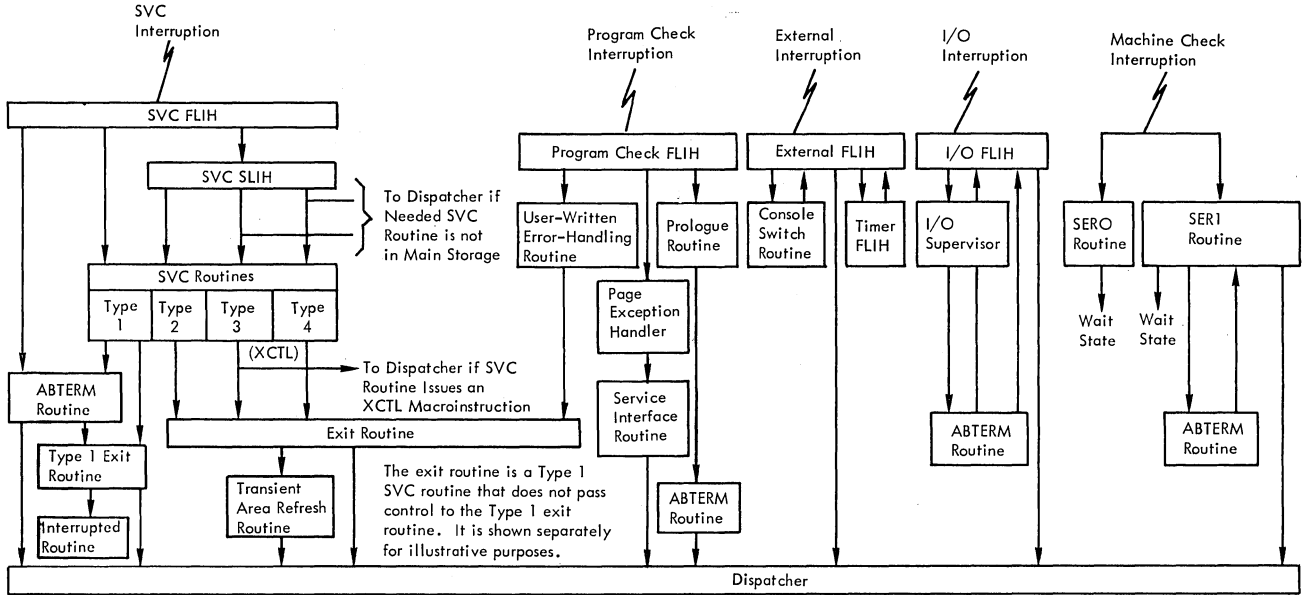 SVC
Interruption
Program Check
Interruption
External
Interruption
I/O
Interruption
Machine Check
Interruption
SVC FLIH
Program Check FLIH
External FLIH
I/O FLIH
SVC SLIH
To Dispatcher if
Needed SVC
Routine is not
in Main Storage
User-Written
Error-Handling
Routine
Prologue
Routine
Console
Switch
Routine
Timer
FLIH
I/O
Supervisor
SER0
Routine
SER1
Routine
SVC Routines
Type
1
Type
2
Type
3
Type
4
Page
Exception
Handler
Wait
State
Wait
State
(XCTL)
To Dispatcher if SVC
Routine Issues an
XCTL Macroinstruction
ABTERM
Routine
Service
Interface
Routine
Exit Routine
ABTERM
Routine
ABTERM
Routine
Type 1 Exit
Routine
Transient
Area Refresh
Routine
The exit routine is a Type 1
SVC routine that does not pass
control to the Type 1 exit
routine. It is shown separately
for illustrative purposes.
ABTERM
Routine
Interrupted
Routine
Dispatcher